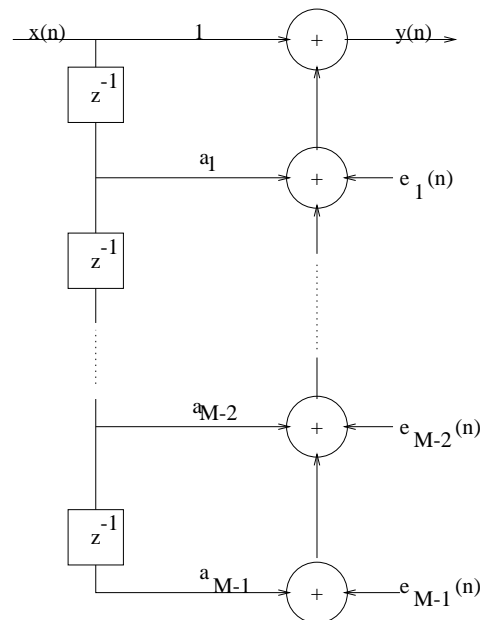 x(n) 1 + y(n)
z^-1
a_1 + e_1(n)
z^-1
a_M-2 + e_M-2(n)
z^-1
a_M-1 + e_M-1(n)